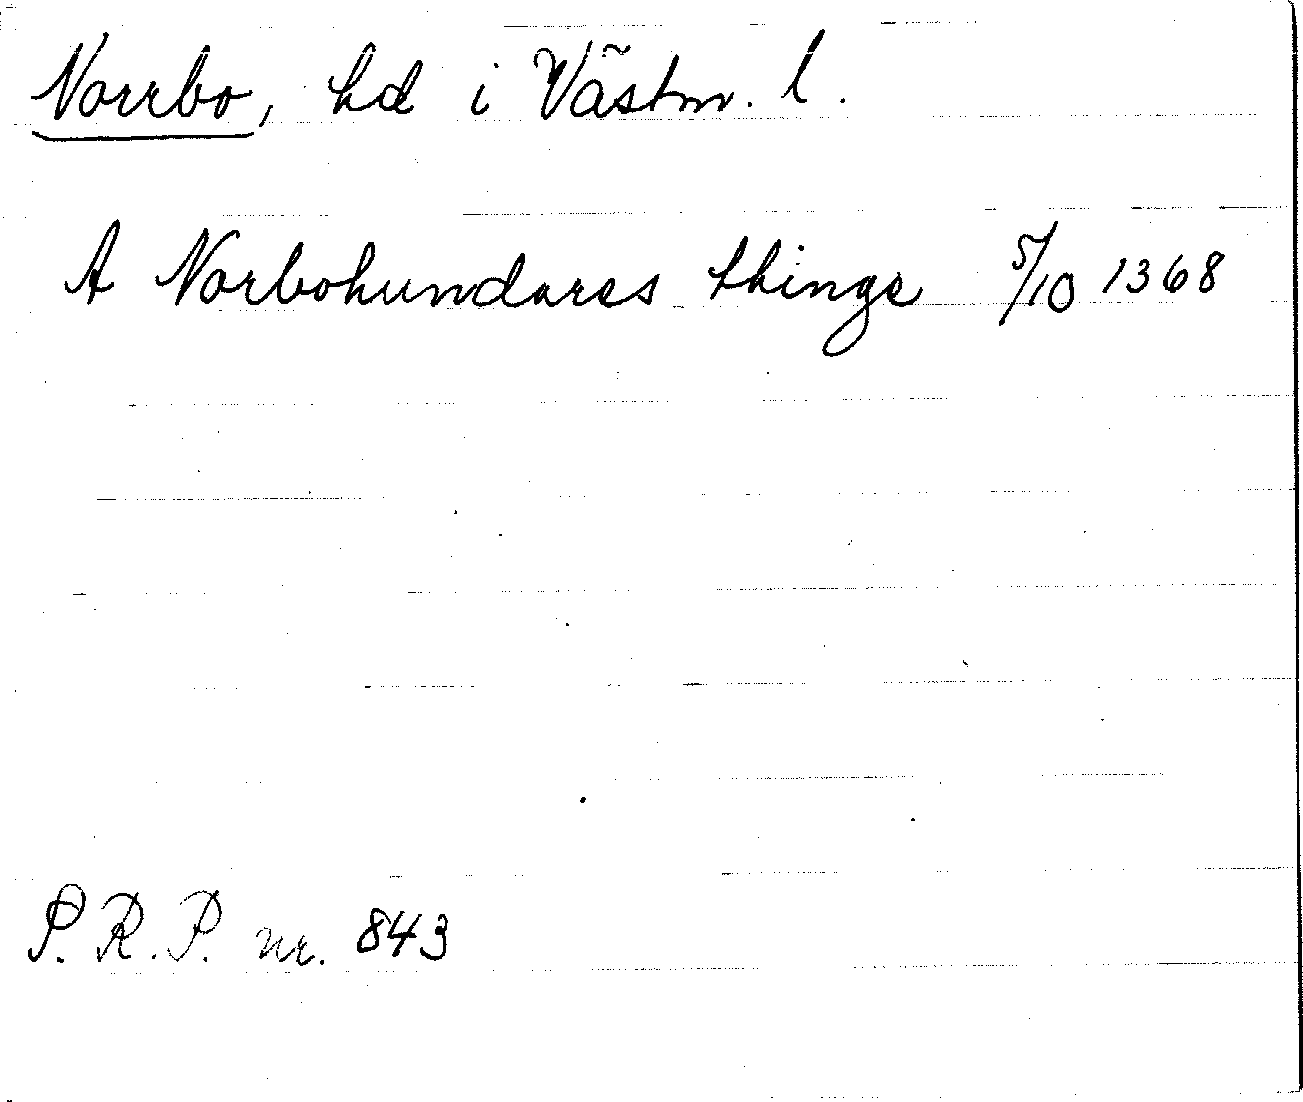 Norrbo, hd i Västm. l.
A Norbohundares thinge 5/10 1368
P. R. P. nr. 843